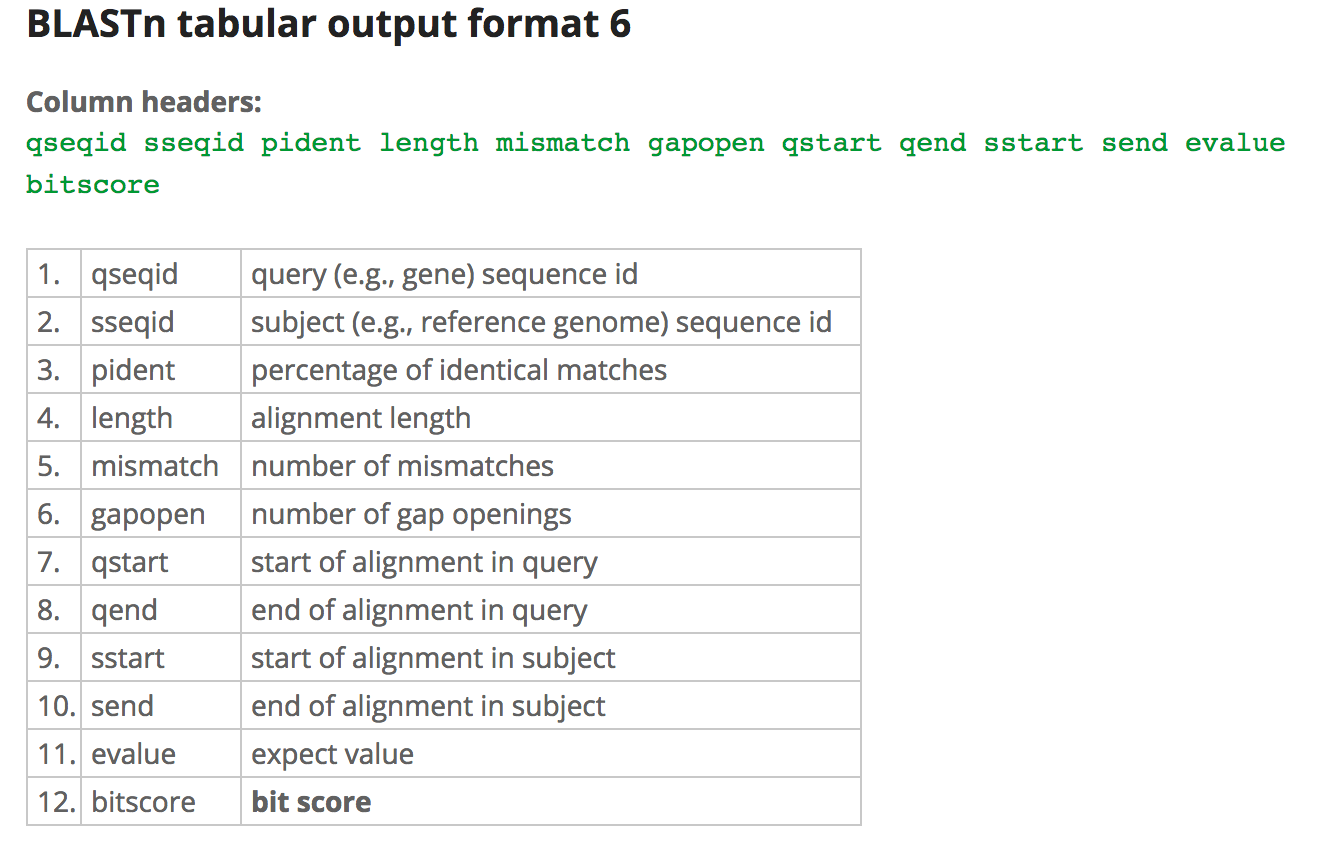 BLASTn tabular output format 6
Column headers:
qseqid sseqid pident length mismatch gapopen qstart qend sstart send evalue
bitscore
1. qseqid query (e.g., gene) sequence id
2. sseqid subject (e.g., reference genome) sequence id
3. pident percentage of identical matches
4. length alignment length
5. mismatch number of mismatches
6. gapopen number of gap openings
7. qstart start of alignment in query
8. qend end of alignment in query
9. sstart start of alignment in subject
10. send end of alignment in subject
11. evalue expect value
12. bitscore bit score